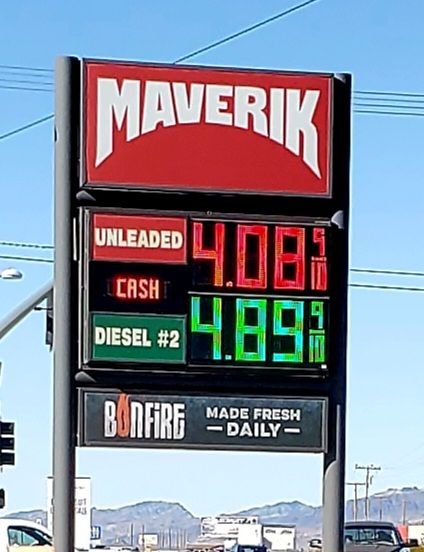 MAVERIK
UNLEADED 4.08 9/10
CASH
DIESEL #2 4.89 9/10
BONFIRE MADE FRESH
DAILY